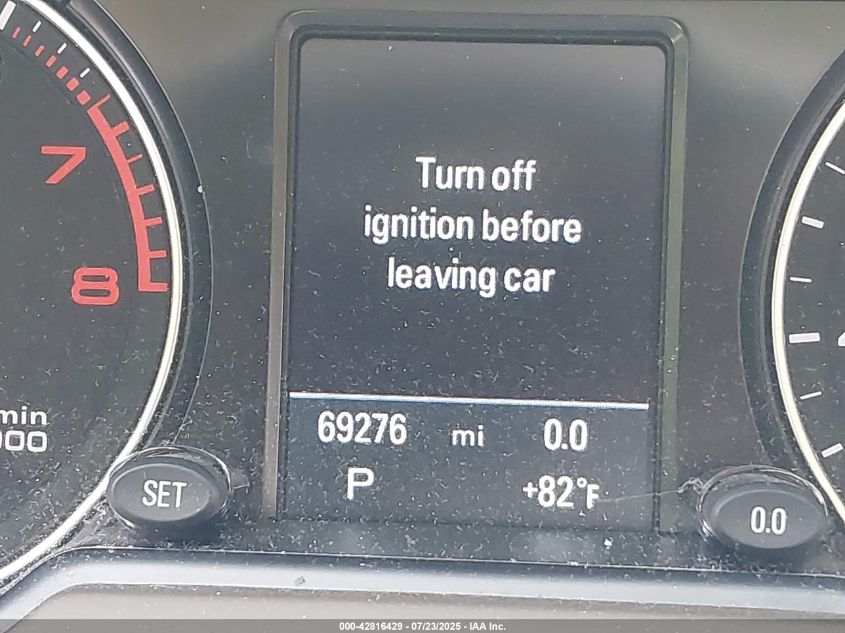 7
8
Turn off
ignition before
leaving car
69276 mi 0.0
P +82°F
min
SET
0.0
000-42816429 - 07/23/2025 - IAA Inc.